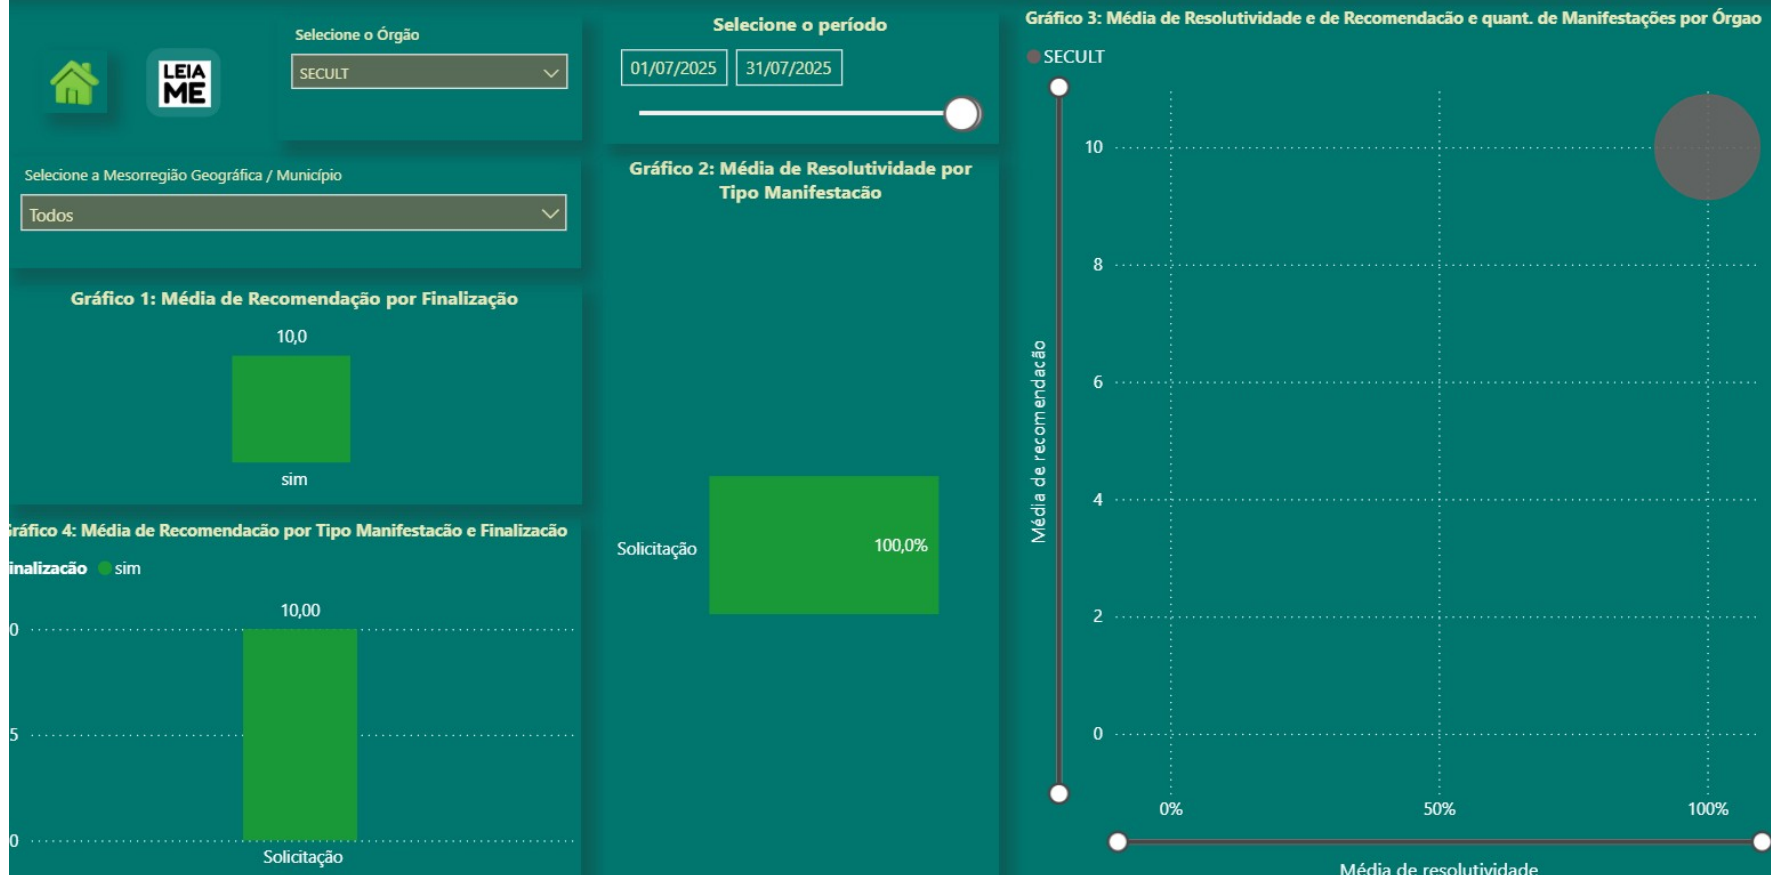 LEIA
ME
Selecione o Órgão
SECULT
Selecione o período
01/07/2025
31/07/2025
Selecione a Mesorregião Geográfica / Município
Todos
Gráfico 1: Média de Recomendação por Finalização
10,0
sim
Gráfico 4: Média de Recomendacão por Tipo Manifestacão e Finalizacão
inalizacão sim
10,00
0
5
0
Solicitação
Gráfico 2: Média de Resolutividade por
Tipo Manifestacão
Solicitação
100,0%
Gráfico 3: Média de Resolutividade e de Recomendacão e quant. de Manifestações por Órgao
SECULT
Média de recomendacão
10
8
6
4
2
0
0%
50%
100%
Média de resolutividade